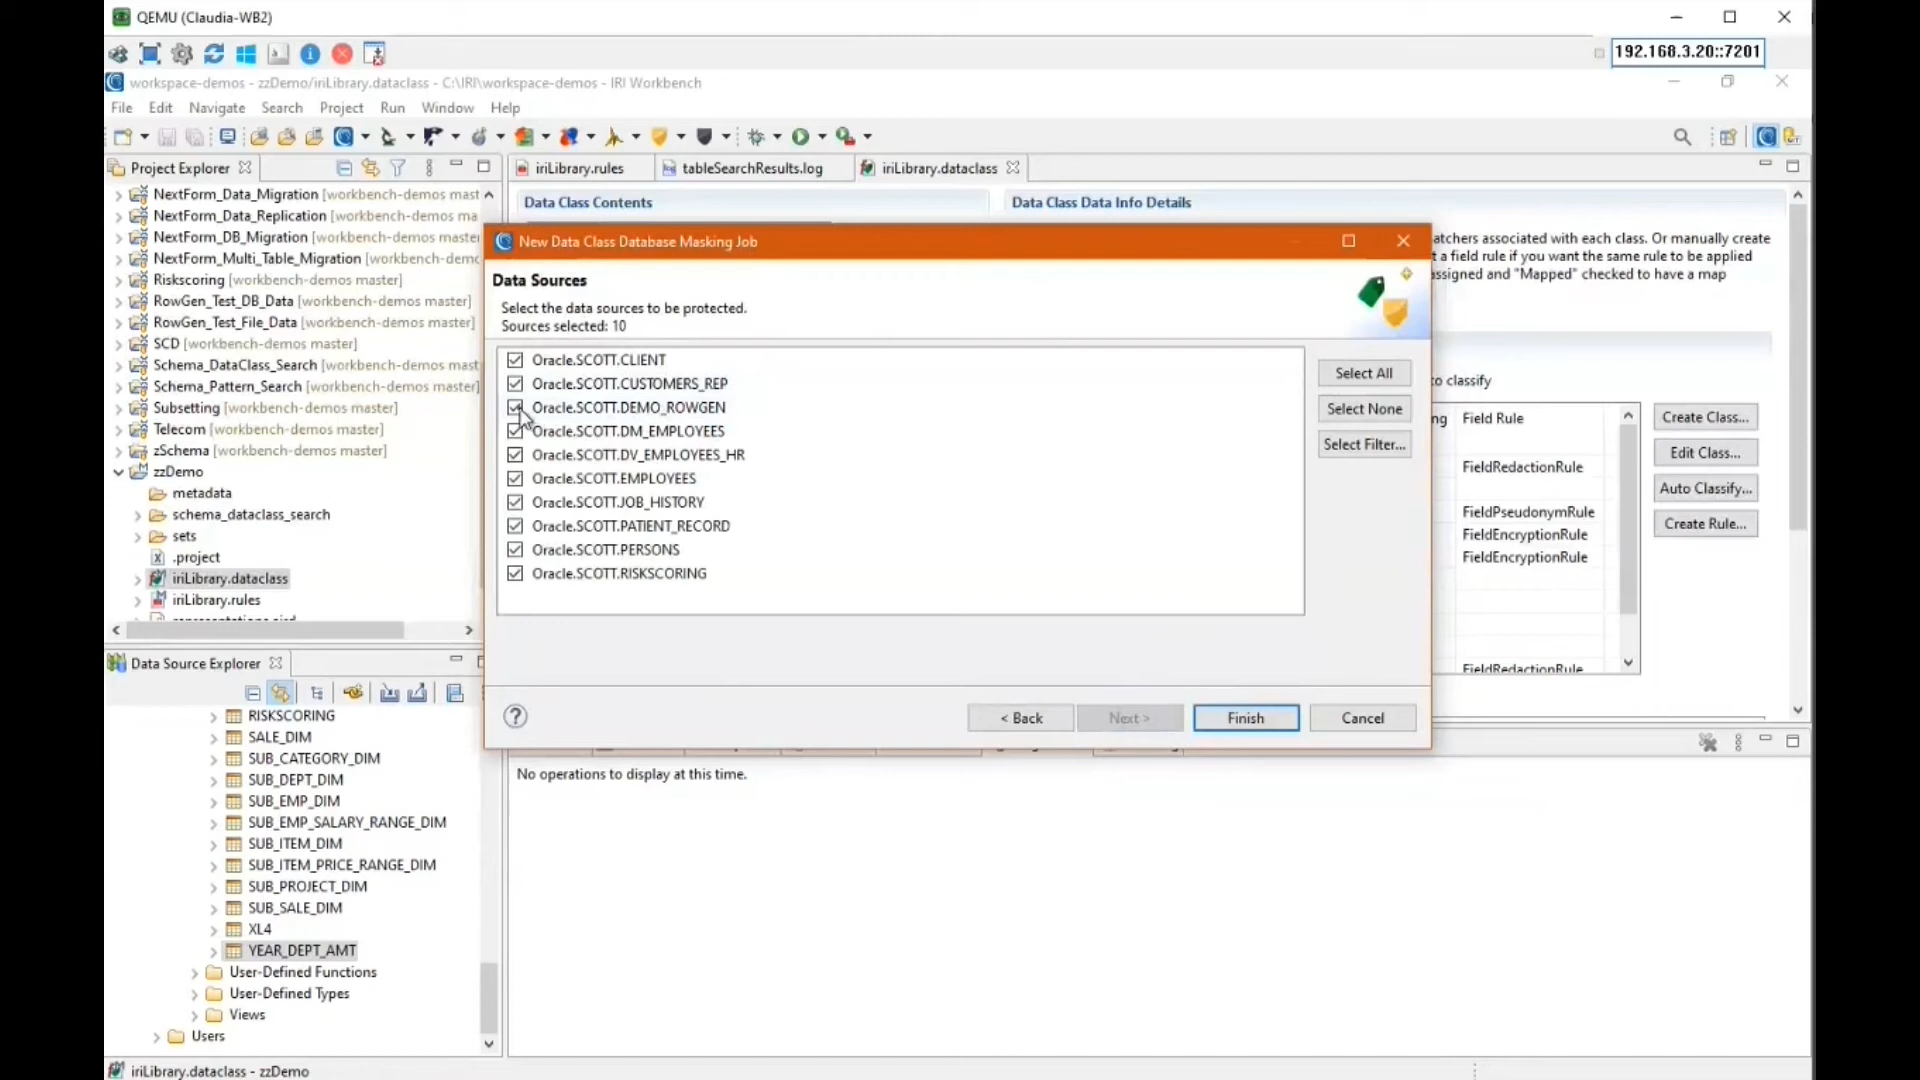 QEMU (Claudia-WB2)
192.168.3.20::7201
workspace-demos - zzDemo/iriLibrary.dataclass - C:\IRI\workspace-demos - IRI Workbench
File Edit Navigate Search Project Run Window Help
Project Explorer
NextForm_Data_Migration [workbench-demos mast
NextForm_Data_Replication [workbench-demos ma
NextForm_DB_Migration [workbench-demos master
NextForm_Multi_Table_Migration [workbench-demo
Riskscoring [workbench-demos master]
RowGen_Test_DB_Data [workbench-demos master]
RowGen_Test_File_Data [workbench-demos master]
SCD [workbench-demos master]
Schema_DataClass_Search [workbench-demos master]
Schema_Pattern_Search [workbench-demos master]
Subsetting [workbench-demos master]
Telecom [workbench-demos master]
zSchema [workbench-demos master]
zzDemo
metadata
schema_dataclass_search
sets
.project
iriLibrary.dataclass
iriLibrary.rules
Data Source Explorer
RISKSCORING
SALE_DIM
SUB_CATEGORY_DIM
SUB_DEPT_DIM
SUB_EMP_DIM
SUB_EMP_SALARY_RANGE_DIM
SUB_ITEM_DIM
SUB_ITEM_PRICE_RANGE_DIM
SUB_PROJECT_DIM
SUB_SALE_DIM
XL4
YEAR_DEPT_AMT
User-Defined Functions
User-Defined Types
Views
Users
iriLibrary.dataclass - zzDemo
iriLibrary.rules tableSearchResults.log iriLibrary.dataclass
Data Class Contents
Data Class Data Info Details
atchers associated with each class. Or manually create
t a field rule if you want the same rule to be applied
ssigned and "Mapped" checked to have a map
o classify
ng Field Rule
FieldRedactionRule
FieldPseudonymRule
FieldEncryptionRule
FieldEncryptionRule
FieldRedactionRule
Create Class...
Edit Class...
Auto Classify...
Create Rule...
New Data Class Database Masking Job
Data Sources
Select the data sources to be protected.
Sources selected: 10
Oracle.SCOTT.CLIENT
Oracle.SCOTT.CUSTOMERS_REP
Oracle.SCOTT.DEMO_ROWGEN
Oracle.SCOTT.DM_EMPLOYEES
Oracle.SCOTT.DV_EMPLOYEES_HR
Oracle.SCOTT.EMPLOYEES
Oracle.SCOTT.JOB_HISTORY
Oracle.SCOTT.PATIENT_RECORD
Oracle.SCOTT.PERSONS
Oracle.SCOTT.RISKSCORING
Select All
Select None
Select Filter...
< Back Next > Finish Cancel
No operations to display at this time.